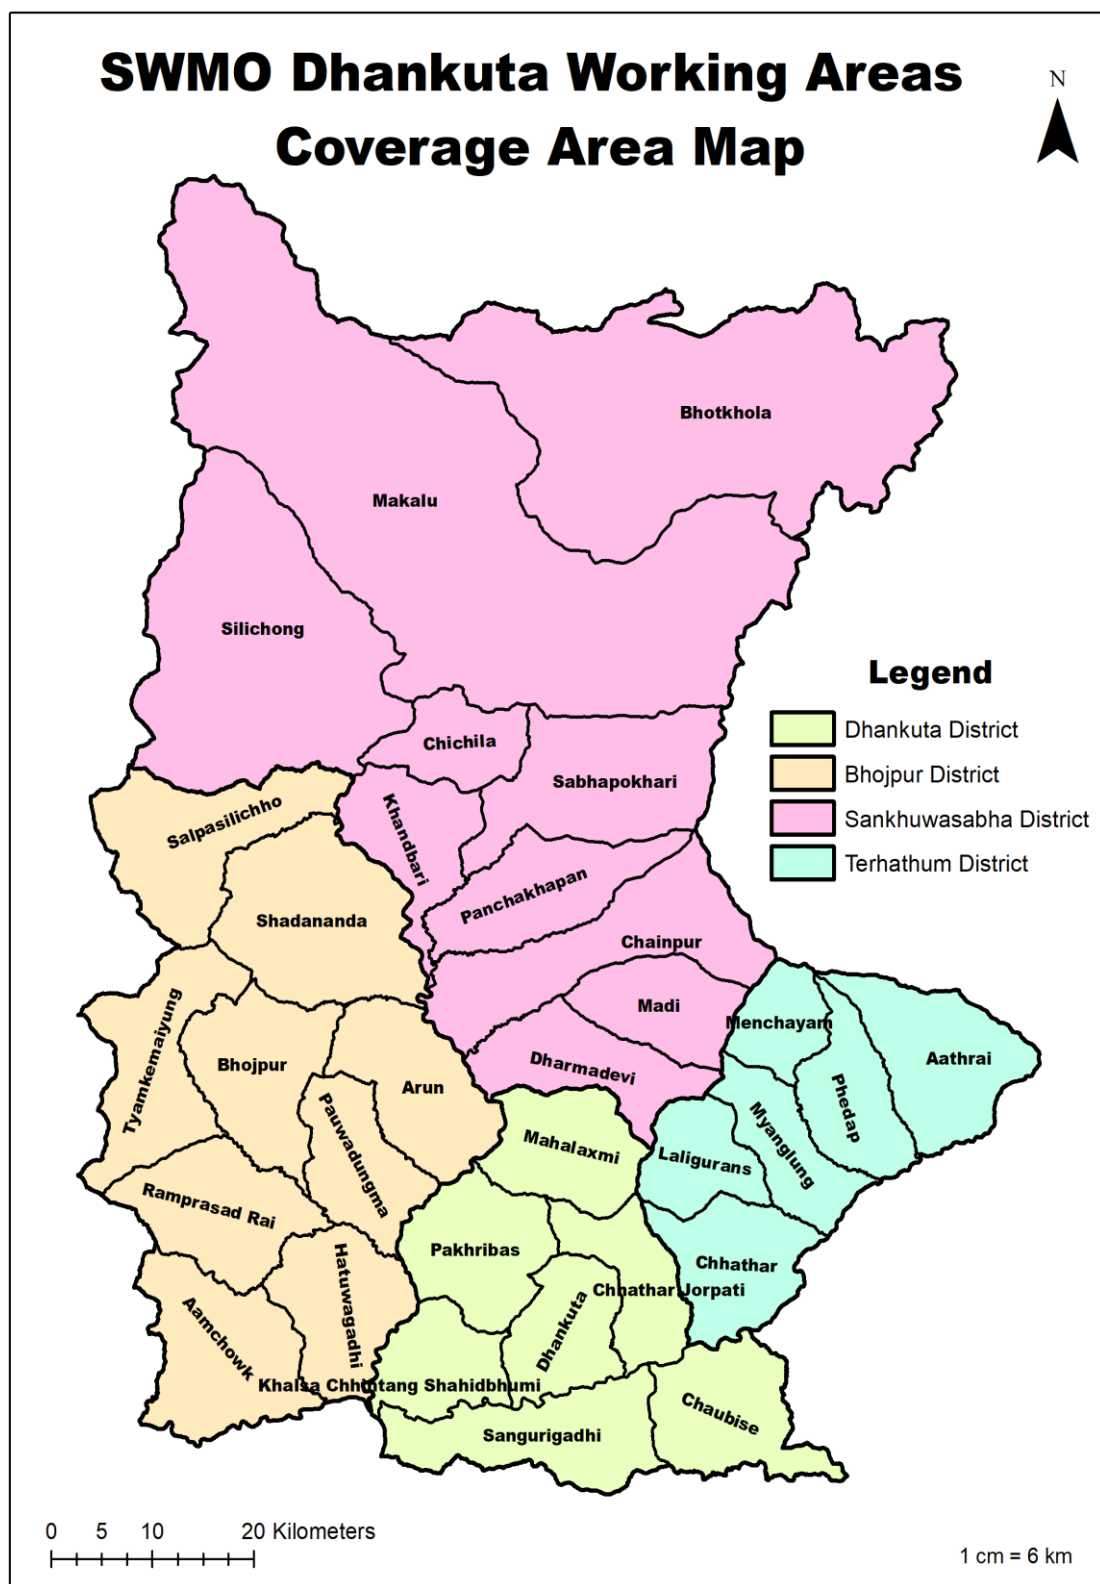 SWMO Dhankuta Working Areas
Coverage Area Map
N
Bhotkhola
Makalu
Silichong
Legend
Dhankuta District
Bhojpur District
Sankhuwasabha District
Terhathum District
Chichila
Sabhapokhari
Khandbari
Salpasilichho
Panchakhapan
Shadananda
Chainpur
Madi
Menchayam
Aathrai
Tyamkemaiyung
Bhojpur
Arun
Dharmadevi
Phedap
Pauwadungma
Myanglung
Mahalaxmi
Laligurans
Ramprasad Rai
Pakhribas
Hatuwagadhi
Chhathar
Chhathar Jorpati
Dhankuta
Aamchowk
Khalsa Chhintang Shahidbhumi
Chaubise
Sangurigadhi
0 5 10 20 Kilometers
1 cm = 6 km